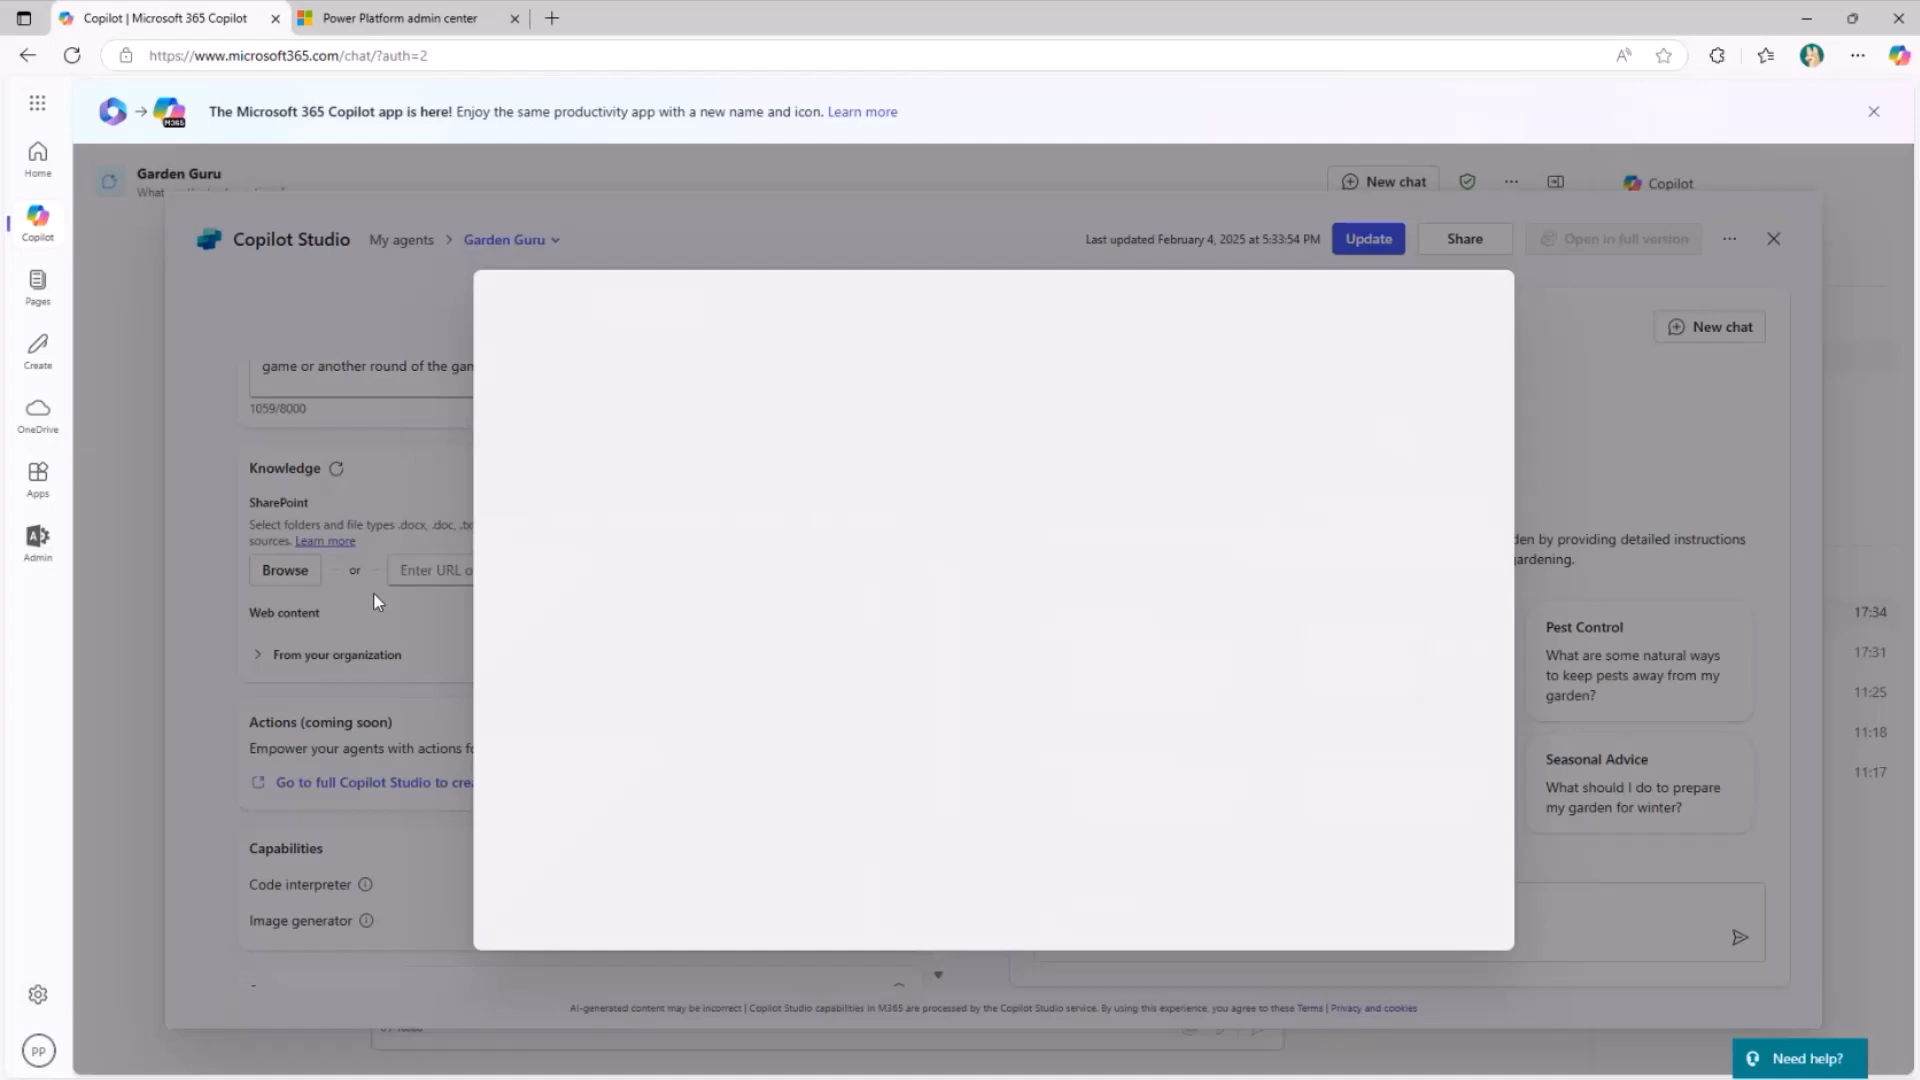 Copilot | Microsoft 365 Copilot
Power Platform admin center
https://www.microsoft365.com/chat/?auth=2
M365
The Microsoft 365 Copilot app is here! Enjoy the same productivity app with a new name and icon. Learn more
Home
Copilot
Pages
Create
OneDrive
Apps
Admin
PP
Garden Guru
What
New chat
Copilot
Copilot Studio
My agents
Garden Guru
Last updated February 4, 2025 at 5:33:54 PM
Update
Share
Open in full version
New chat
game or another round of the gam
1059/8000
Knowledge
SharePoint
Select folders and file types .docx, .doc, .tx
sources. Learn more
Browse
or
Enter URL o
Web content
From your organization
Actions (coming soon)
Empower your agents with actions fo
Go to full Copilot Studio to crea
Capabilities
Code interpreter
Image generator
den by providing detailed instructions
gardening.
Pest Control
What are some natural ways
to keep pests away from my
garden?
Seasonal Advice
What should I do to prepare
my garden for winter?
17:34
17:31
11:25
11:18
11:17
AI-generated content may be incorrect | Copilot Studio capabilities in M365 are processed by the Copilot Studio service. By using this experience, you agree to these Terms | Privacy and cookies
Need help?